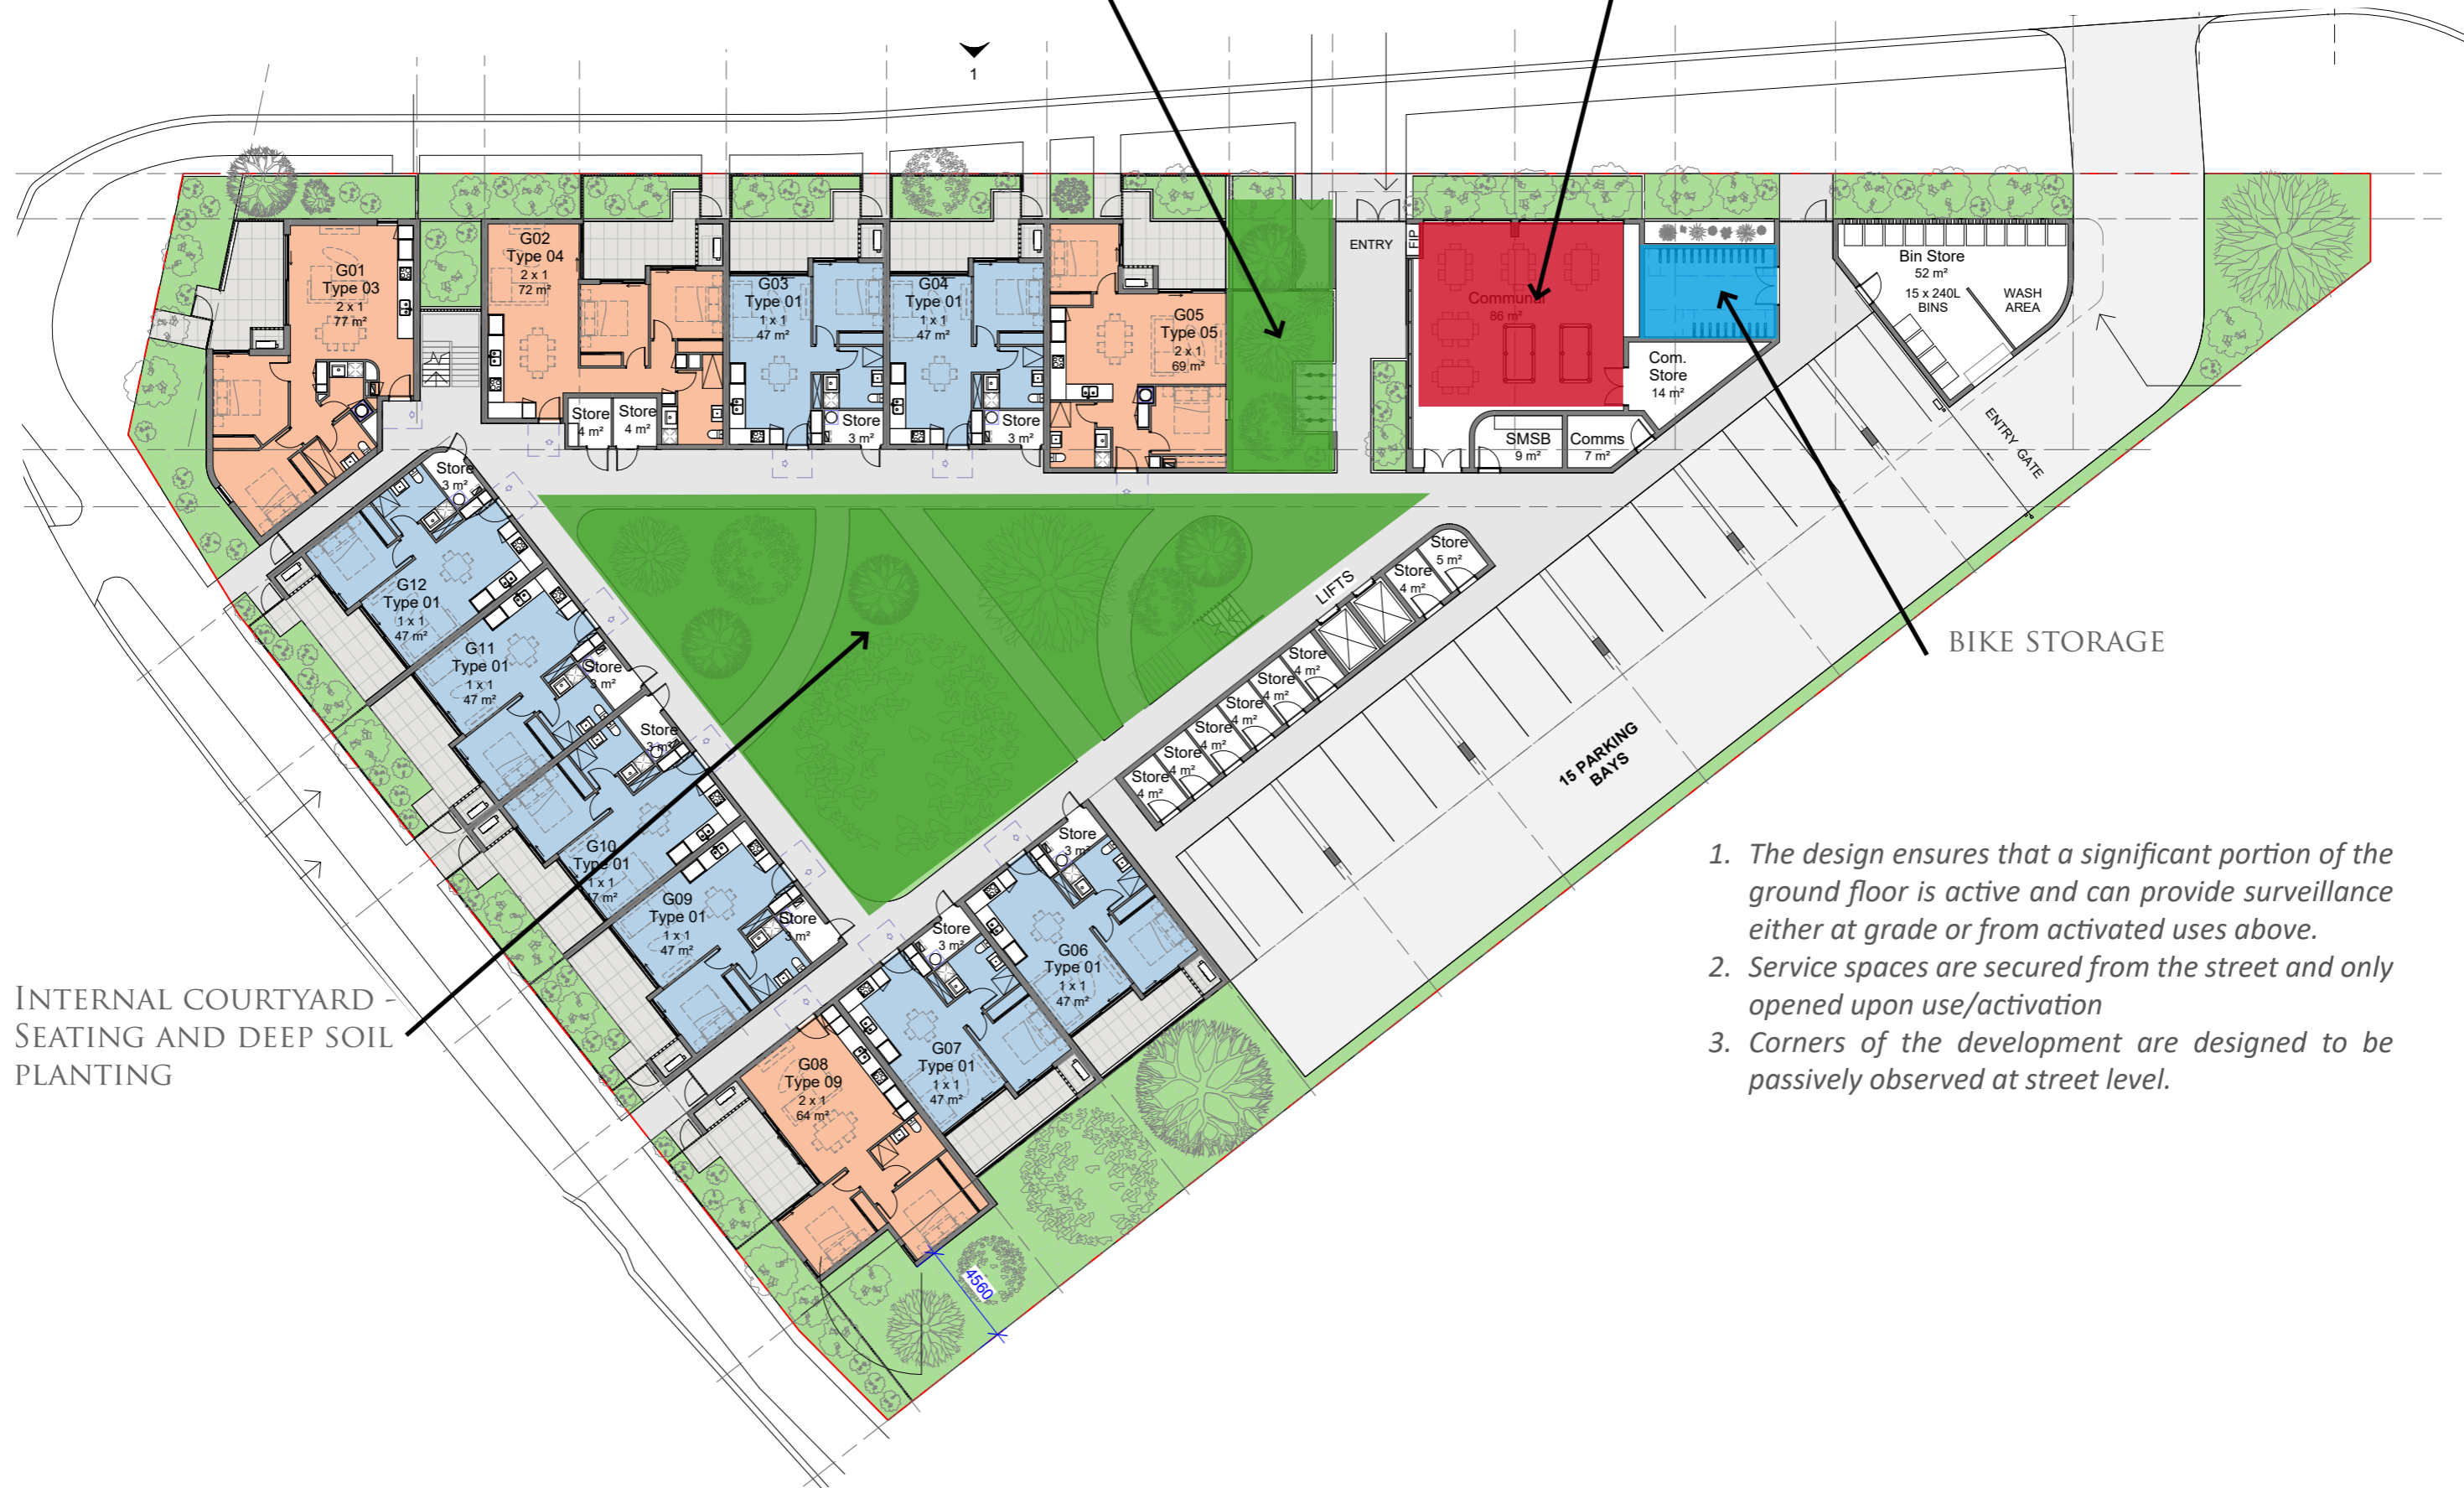 1
G01
Type 03
2 x 1
77 m²
G02
Type 04
2 x 1
72 m²
Store
4 m²
Store
4 m²
G03
Type 01
1 x 1
47 m²
Store
3 m²
G04
Type 01
1 x 1
47 m²
Store
3 m²
G05
Type 05
2 x 1
69 m²
ENTRY
FIP
Communal
86 m²
Com.
Store
14 m²
SMSB
9 m²
Comms
7 m²
Bin Store
52 m²
15 x 240L
BINS
WASH
AREA
ENTRY GATE
Store
3 m²
G12
Type 01
1 x 1
47 m²
G11
Type 01
1 x 1
47 m²
Store
3 m²
Store
3 m²
G10
Type 01
1 x 1
47 m²
G09
Type 01
1 x 1
47 m²
Store
3 m²
LIFTS
Store
5 m²
Store
4 m²
Store
4 m²
Store
4 m²
Store
4 m²
Store
4 m²
Store
4 m²
Store
4 m²
15 PARKING
BAYS
BIKE STORAGE
Store
3 m²
G06
Type 01
1 x 1
47 m²
Store
3 m²
G07
Type 01
1 x 1
47 m²
G08
Type 09
2 x 1
64 m²
4560
INTERNAL COURTYARD -
SEATING AND DEEP SOIL
PLANTING
1. The design ensures that a significant portion of the
ground floor is active and can provide surveillance
either at grade or from activated uses above.
2. Service spaces are secured from the street and only
opened upon use/activation
3. Corners of the development are designed to be
passively observed at street level.